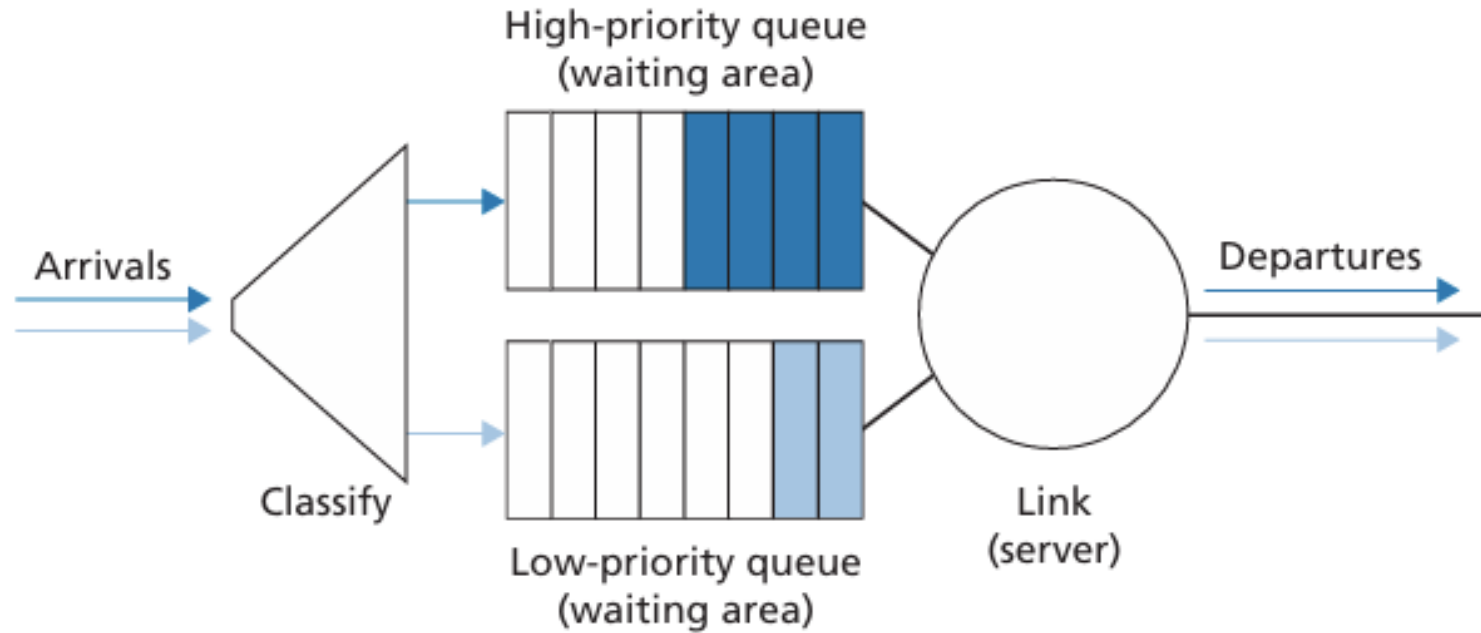 High-priority queue
(waiting area)
Arrivals
Departures
Classify
Link
(server)
Low-priority queue
(waiting area)